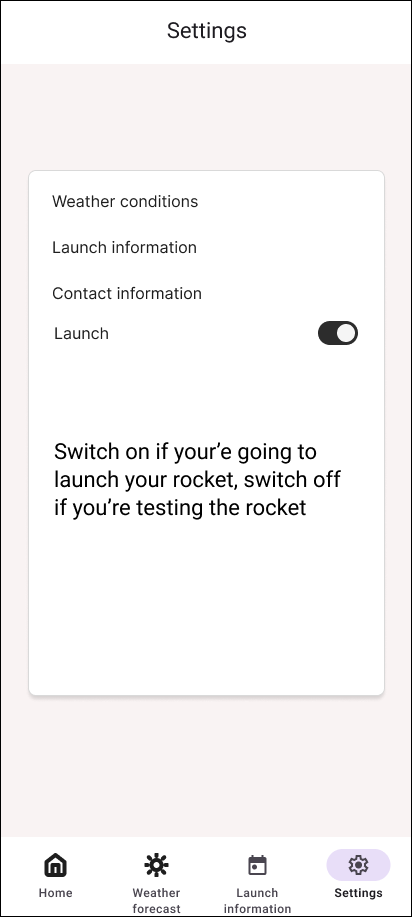 Settings
Weather conditions
Launch information
Contact information
Launch
Switch on if your’e going to
launch your rocket, switch off
if you’re testing the rocket
Home
Weather
forecast
Launch
information
Settings